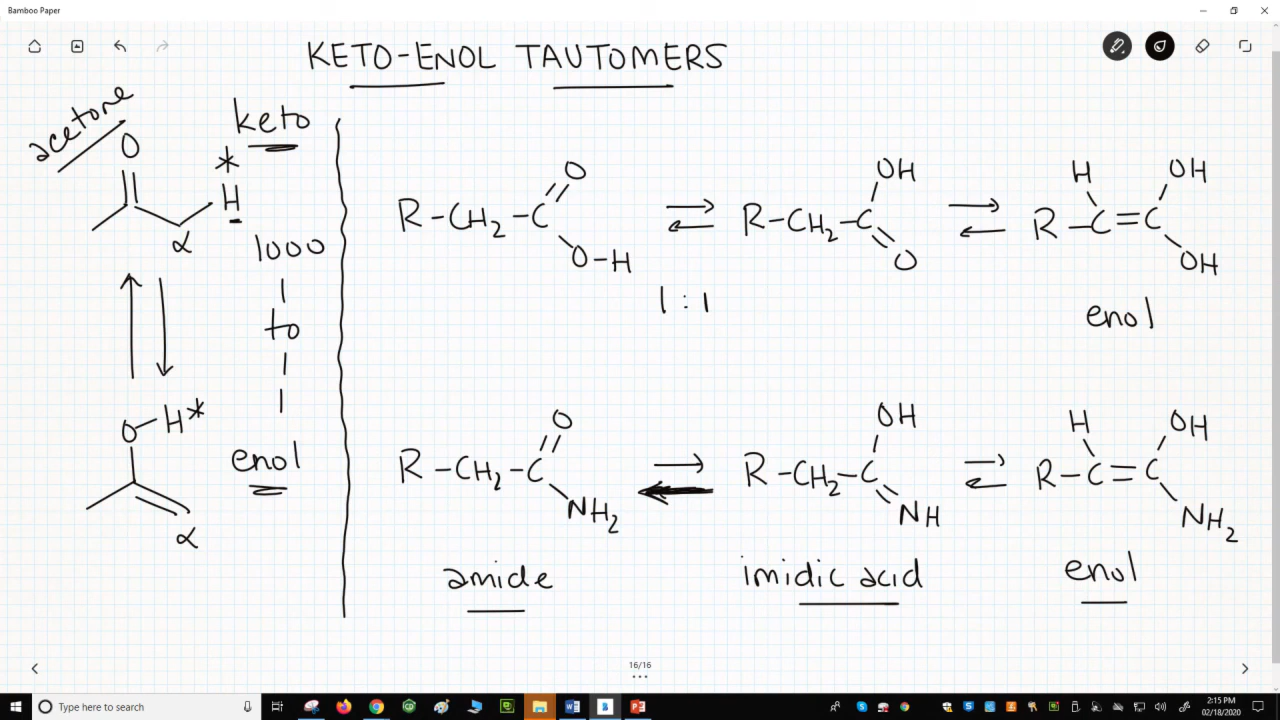 Bamboo Paper
KETO-ENOL TAUTOMERS
acetone
keto
O
*
H
α
1000
to
1
enol
O-H*
α
R-CH2-C
O
O-H
1:1
R-CH2-C
OH
O
H
OH
R-C=C
OH
enol
R-CH2-C
O
NH2
amide
R-CH2-C
OH
NH
imidic acid
H
OH
R-C=C
NH2
enol
16/16
Type here to search
2:15 PM
02/18/2020